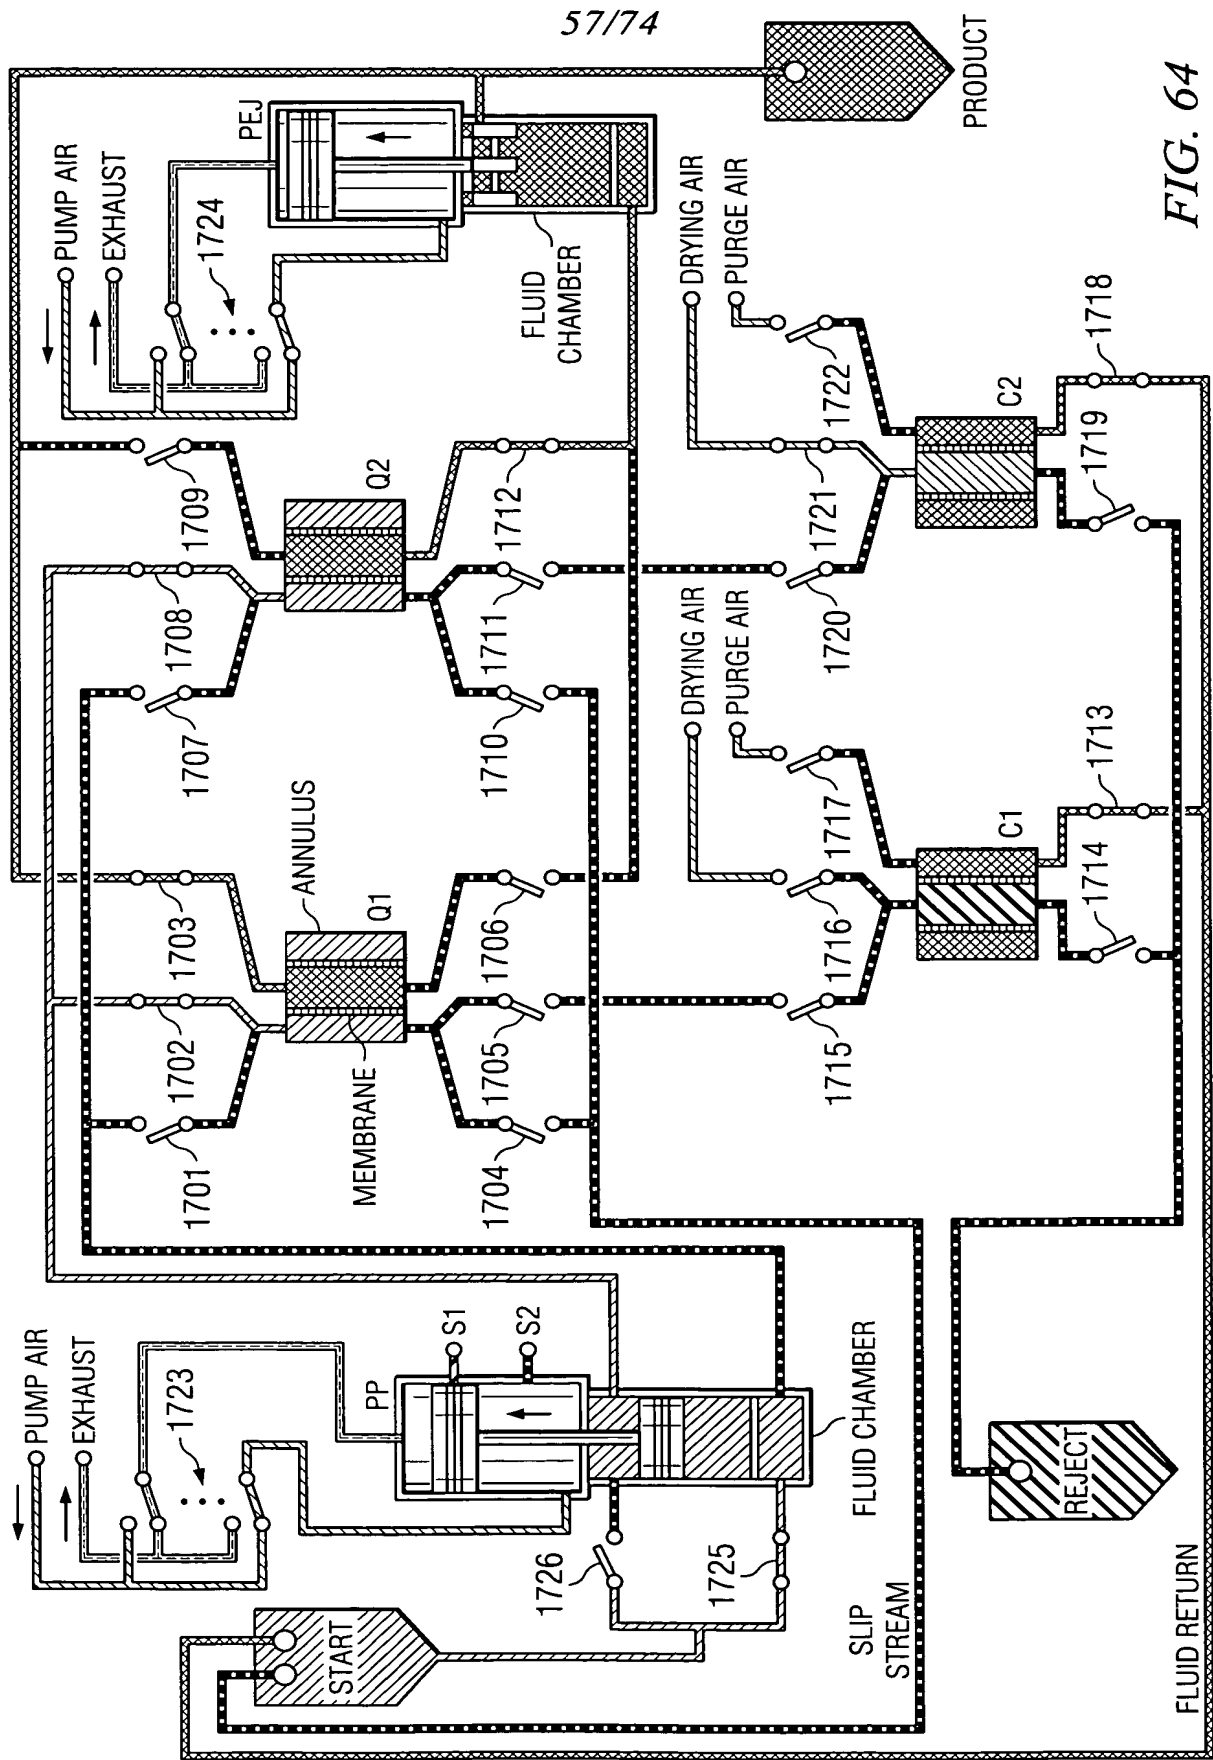 57/74
PUMP AIR
EXHAUST
1723
PP
S1
S2
START
1726
1725
FLUID CHAMBER
SLIP
STREAM
REJECT
FLUID RETURN
1701
1702
1703
ANNULUS
Q1
MEMBRANE
1704
1705
1706
1707
1708
1709
Q2
1710
1711
1712
PUMP AIR
EXHAUST
1724
PEJ
FLUID
CHAMBER
PRODUCT
DRYING AIR
PURGE AIR
1715
1716
1717
C1
1714
1713
DRYING AIR
PURGE AIR
1720
1721
1722
C2
1719
1718
FIG. 64